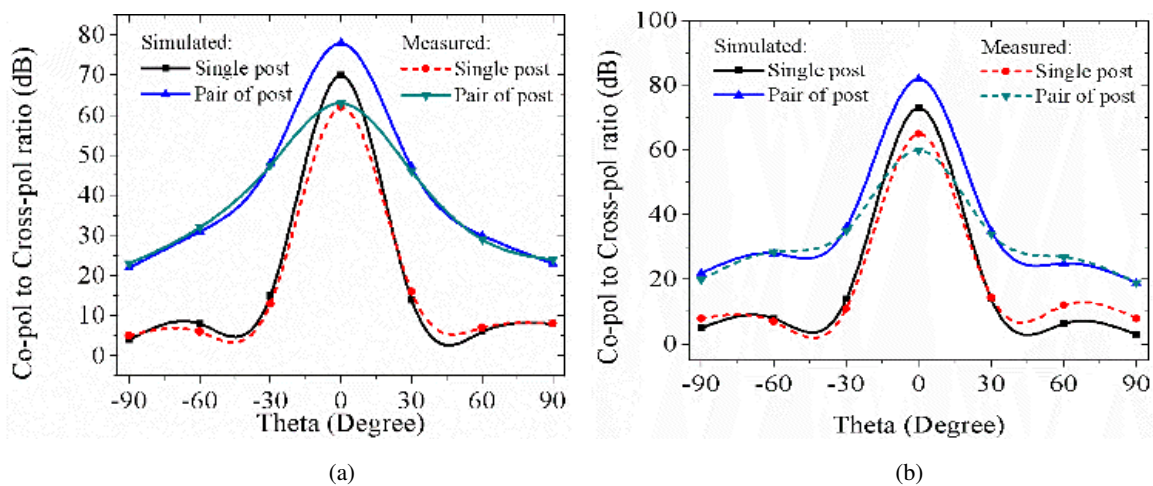 Co-pol to Cross-pol ratio (dB)
80
70
60
50
40
30
20
10
0
Simulated:
Single post
Pair of post
Measured:
Single post
Pair of post
-90 -60 -30 0 30 60 90
Theta (Degree)
(a)
Co-pol to Cross-pol ratio (dB)
100
80
60
40
20
0
Simulated:
Single post
Pair of post
Measured:
Single post
Pair of post
-90 -60 -30 0 30 60 90
Theta (Degree)
(b)